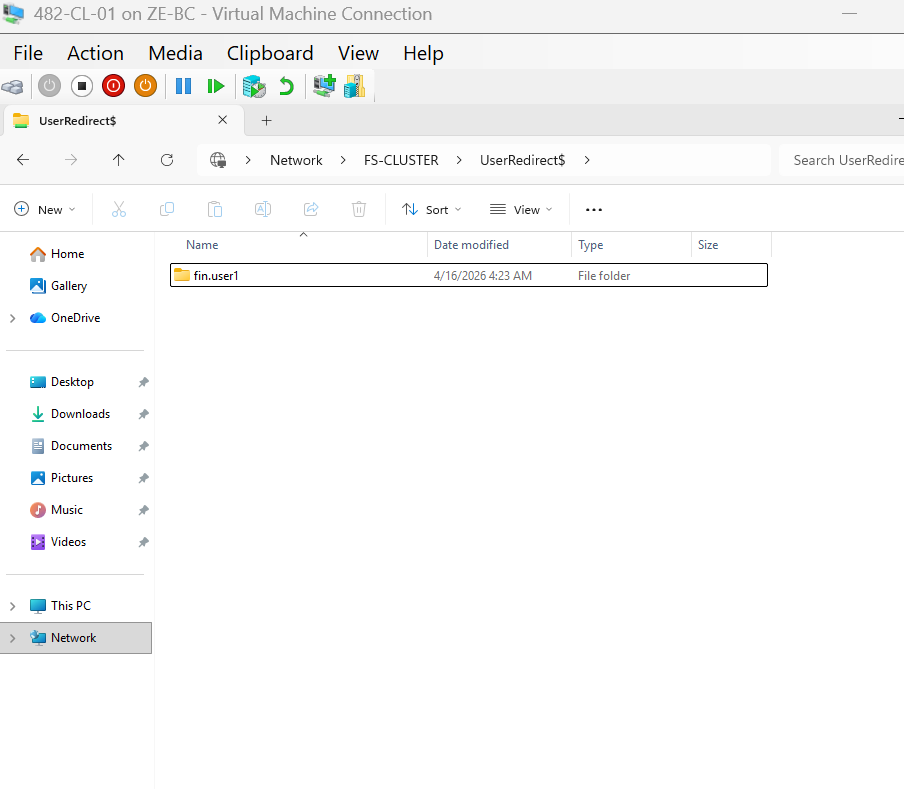 482-CL-01 on ZE-BC - Virtual Machine Connection
File Action Media Clipboard View Help
UserRedirect$
Network FS-CLUSTER UserRedirect$ Search UserRedire
New Sort View
Name Date modified Type Size
fin.user1 4/16/2026 4:23 AM File folder
Home
Gallery
OneDrive
Desktop
Downloads
Documents
Pictures
Music
Videos
This PC
Network